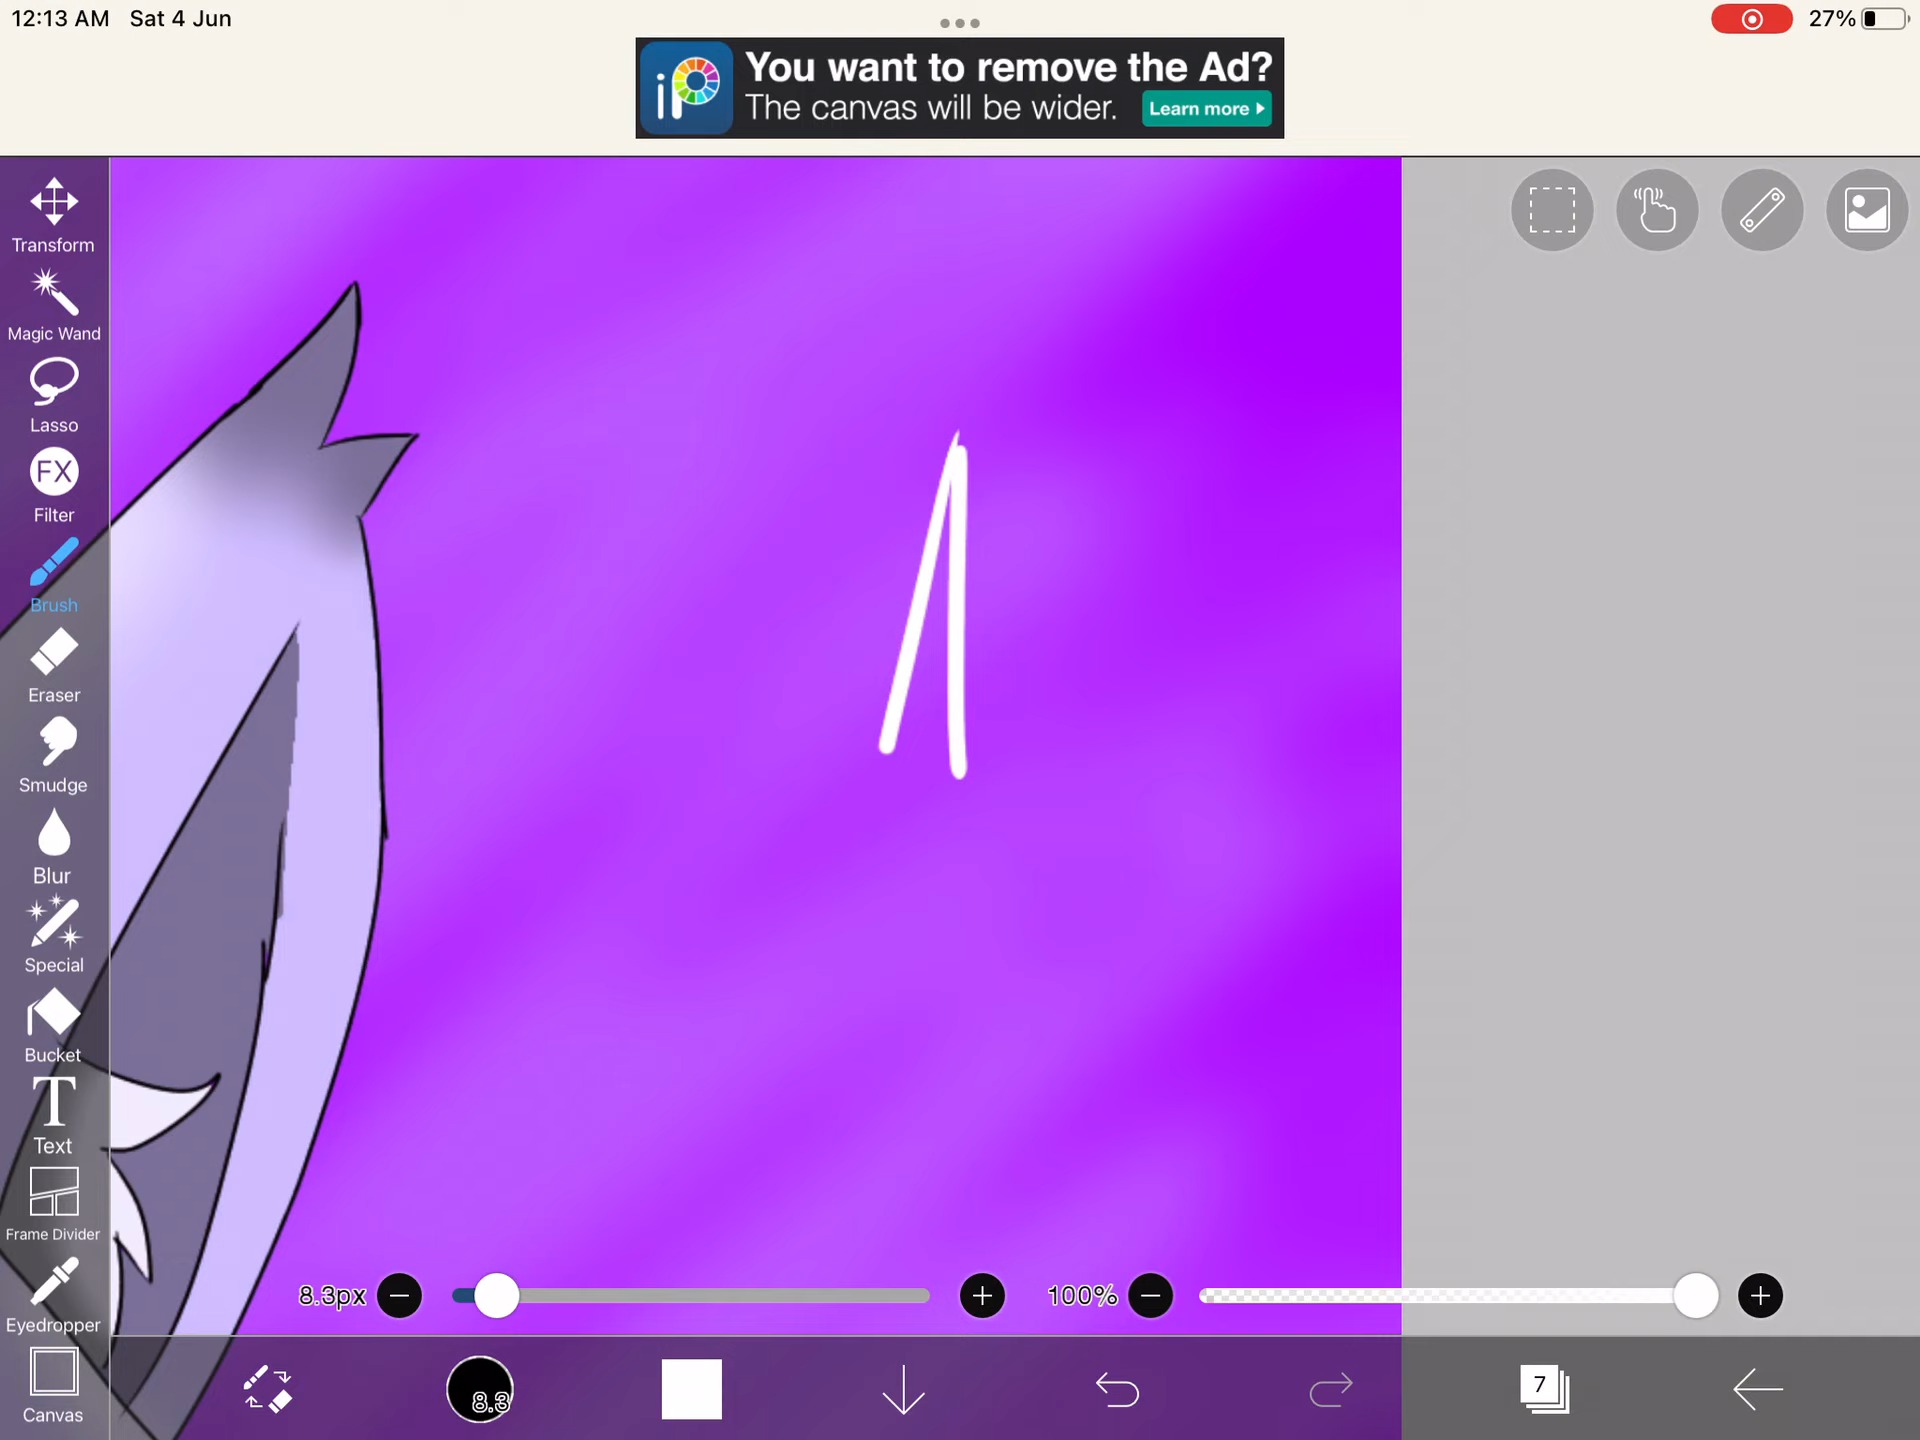 12:13 AM Sat 4 Jun
27%
iP
You want to remove the Ad?
The canvas will be wider.
Learn more
Transform
Magic Wand
Lasso
FX
Filter
Brush
Eraser
Smudge
Blur
Special
Bucket
T
Text
Frame Divider
Eyedropper
Canvas
8.3px
100%
8.3
7